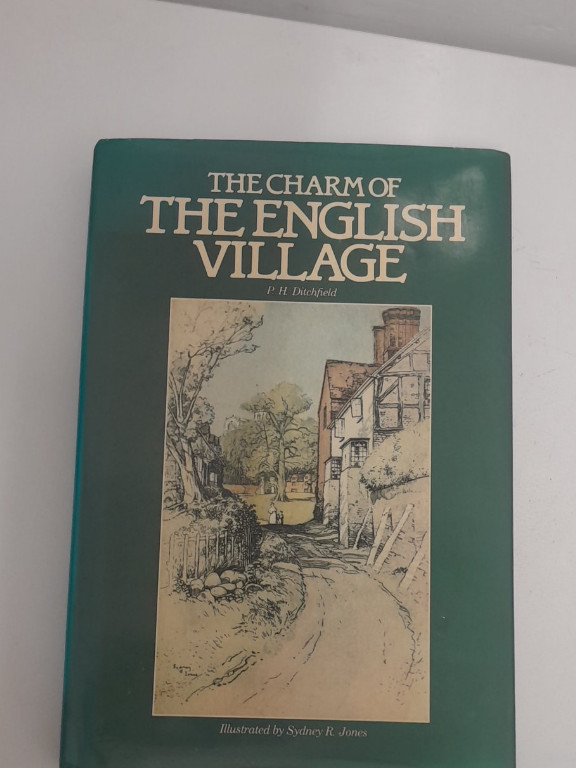 THE CHARM OF
THE ENGLISH
VILLAGE
P. H. Ditchfield
Illustrated by Sydney R. Jones